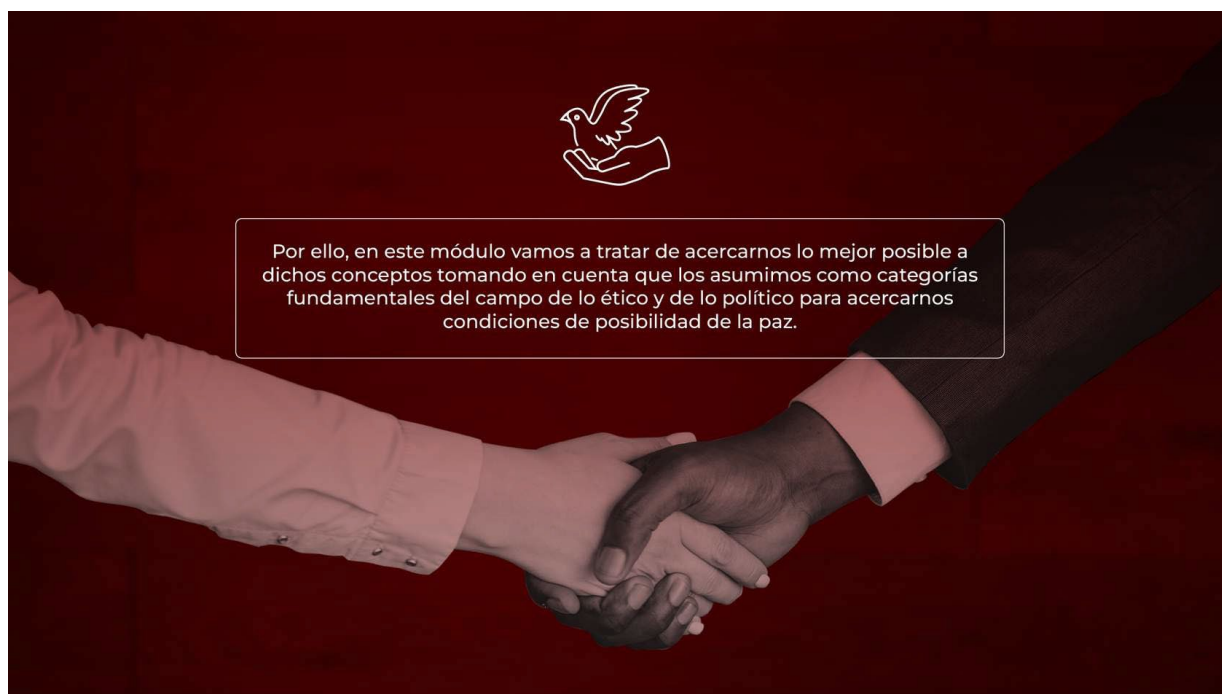 Por ello, en este módulo vamos a tratar de acercarnos lo mejor posible a
dichos conceptos tomando en cuenta que los asumimos como categorías
fundamentales del campo de lo ético y de lo político para acercarnos
condiciones de posibilidad de la paz.